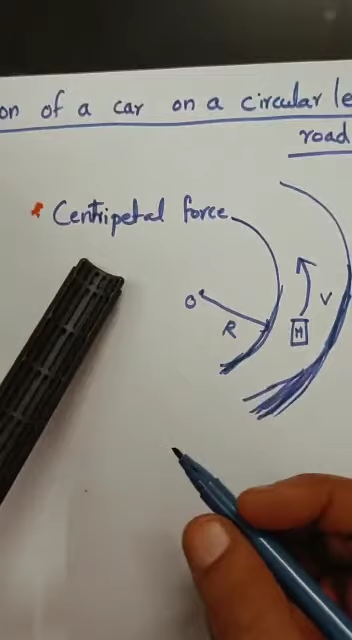 on of a car on a circular le
road
* Centripetal force
O
R
V
M